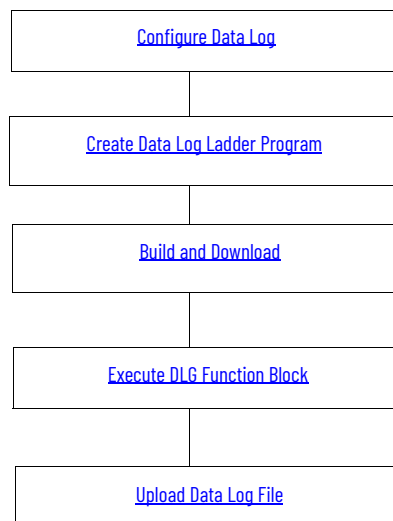 Configure Data Log
Create Data Log Ladder Program
Build and Download
Execute DLG Function Block
Upload Data Log File